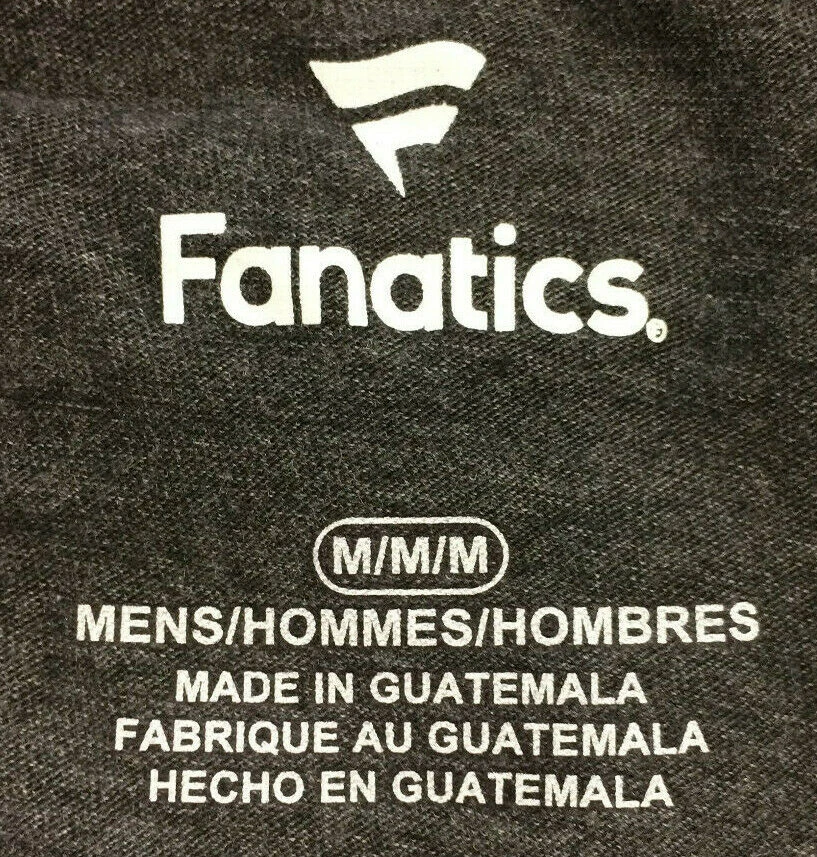 Fanatics®
M/M/M
MENS/HOMMES/HOMBRES
MADE IN GUATEMALA
FABRIQUE AU GUATEMALA
HECHO EN GUATEMALA